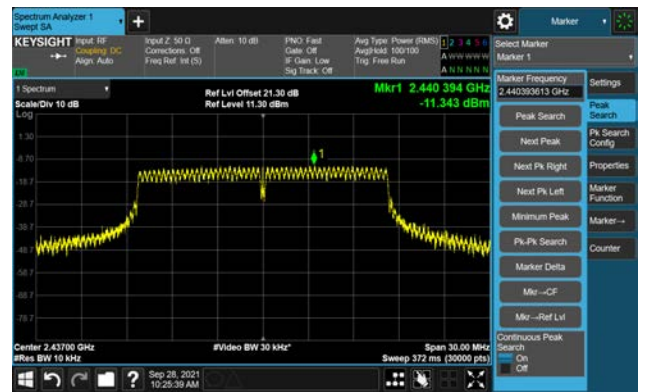 Spectrum Analyzer 1
Swept SA
+
Marker
KEYSIGHT
Input: RF
Coupling: DC
Align: Auto
Input Z: 50 Ω
Corrections: Off
Freq Ref: Int (S)
Atten: 10 dB
PNO: Fast
Gate: Off
IF Gain: Low
Sig Track: Off
Avg Type: Power (RMS)
Avg|Hold: 100/100
Trig: Free Run
1 2 3 4 5 6
A W W W W W
A N N N N N
Select Marker
Marker 1
1 Spectrum
Scale/Div 10 dB
Log
Ref Lvl Offset 21.30 dB
Ref Level 11.30 dBm
Mkr1 2.440 394 GHz
-11.343 dBm
1.30
-8.70
-18.7
-28.7
-38.7
-48.7
-58.7
-68.7
-78.7
1
Center 2.43700 GHz
#Res BW 10 kHz
#Video BW 30 kHz*
Span 30.00 MHz
Sweep 372 ms (30000 pts)
Marker Frequency
2.440393613 GHz
Peak Search
Next Peak
Next Pk Right
Next Pk Left
Minimum Peak
Pk-Pk Search
Marker Delta
Mkr→CF
Mkr→Ref Lvl
Continuous Peak
Search
On
Off
Settings
Peak
Search
Pk Search
Config
Properties
Marker
Function
Marker→
Counter
?
Sep 28, 2021
10:25:39 AM